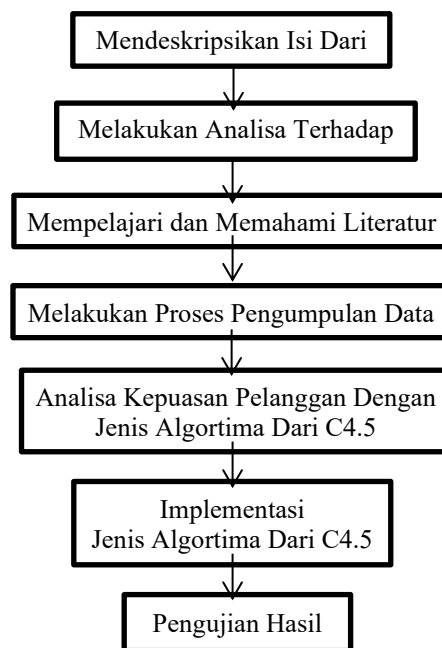 Mendeskripsikan Isi Dari
Melakukan Analisa Terhadap
Mempelajari dan Memahami Literatur
Melakukan Proses Pengumpulan Data
Analisa Kepuasan Pelanggan Dengan
Jenis Algortima Dari C4.5
Implementasi
Jenis Algortima Dari C4.5
Pengujian Hasil